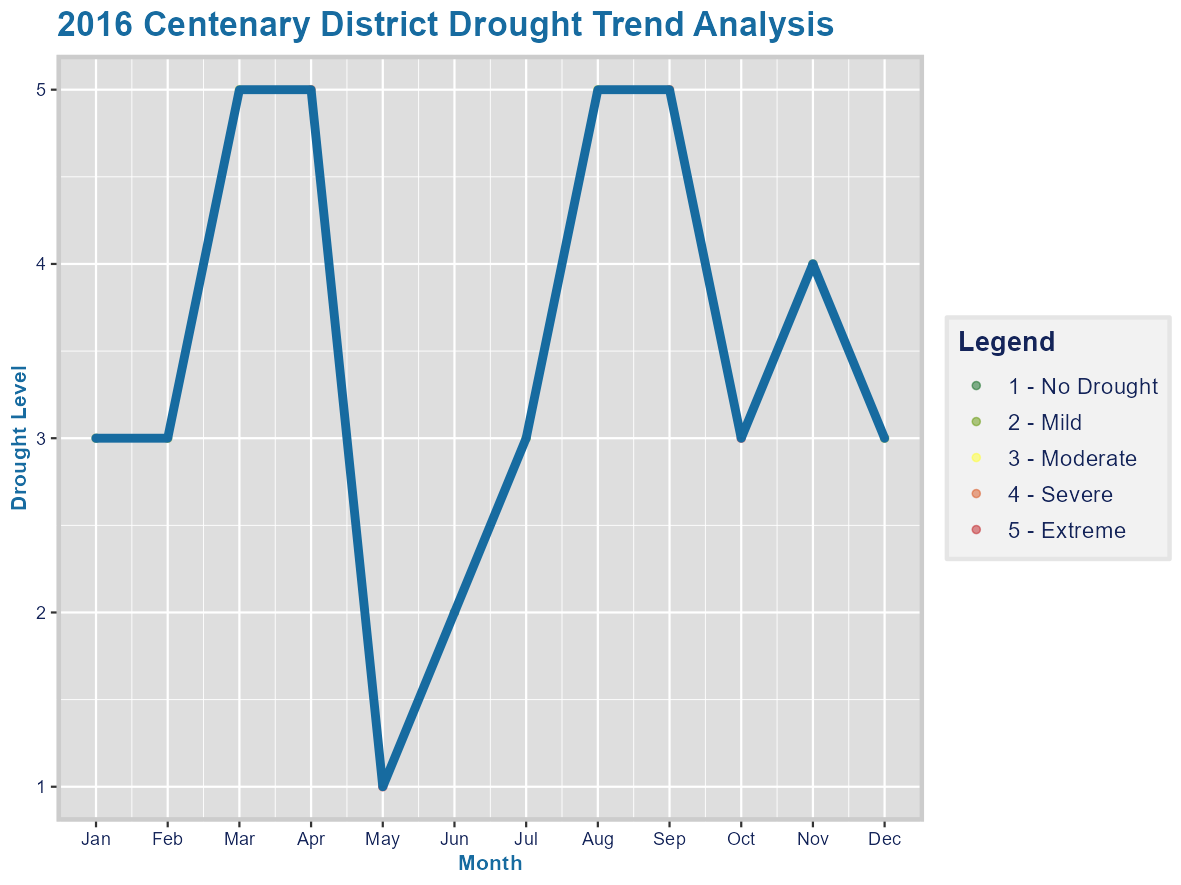 2016 Centenary District Drought Trend Analysis
5
4
3
2
1
Drought Level
Jan Feb Mar Apr May Jun Jul Aug Sep Oct Nov Dec
Month
Legend
1 - No Drought
2 - Mild
3 - Moderate
4 - Severe
5 - Extreme